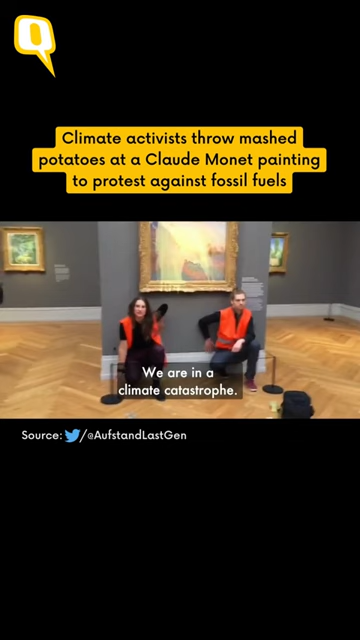 Climate activists throw mashed
potatoes at a Claude Monet painting
to protest against fossil fuels
We are in a
climate catastrophe.
Source: /@AufstandLastGen